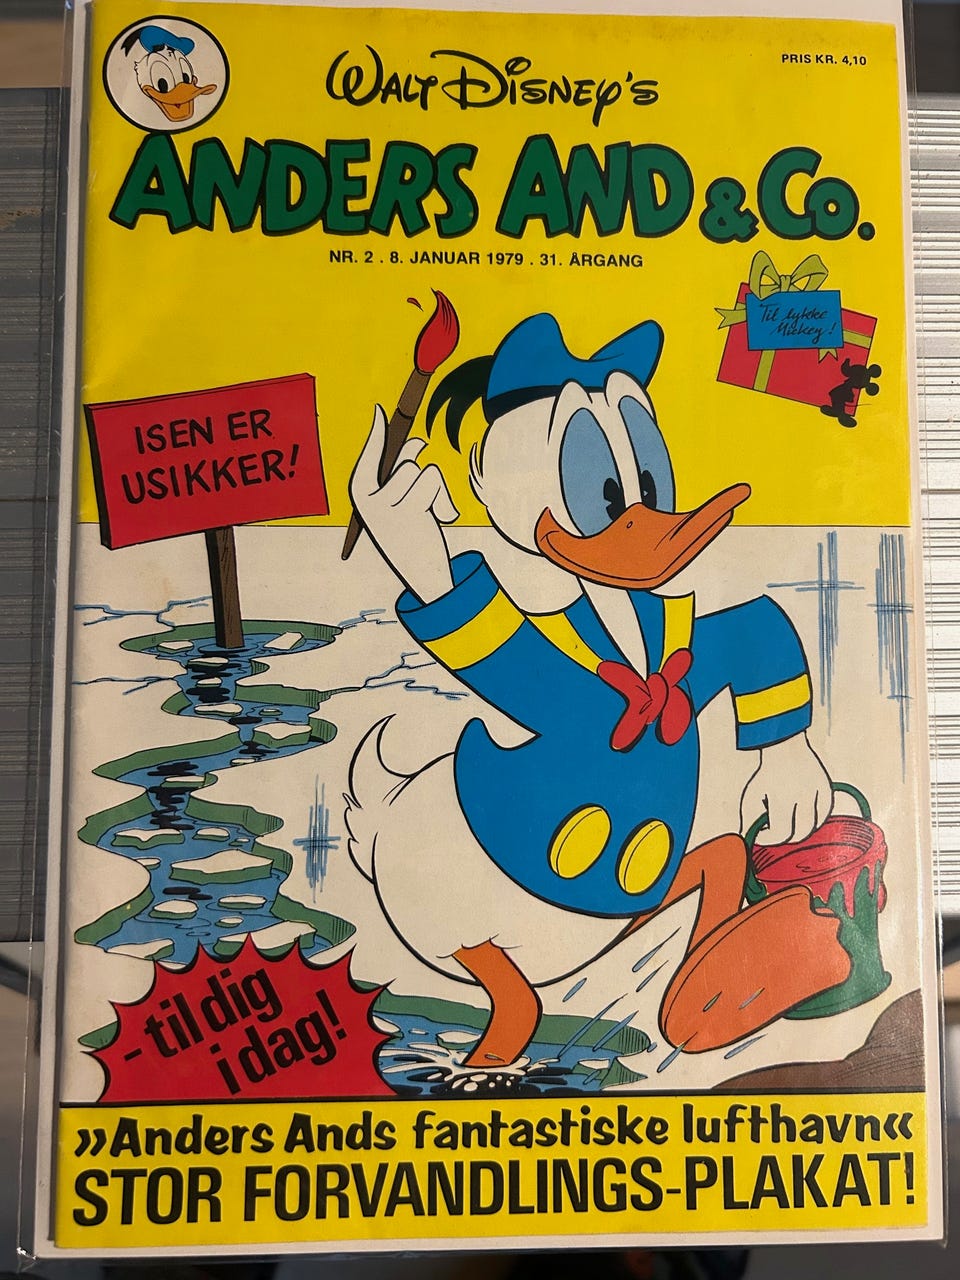 PRIS KR. 4,10
WALT DISNEY'S
ANDERS AND & CO.
NR. 2 . 8. JANUAR 1979 . 31. ÅRGANG
Til lykke
Mickey!
ISEN ER
USIKKER!
- til dig
i dag!
»Anders Ands fantastiske lufthavn«
STOR FORVANDLINGS-PLAKAT!